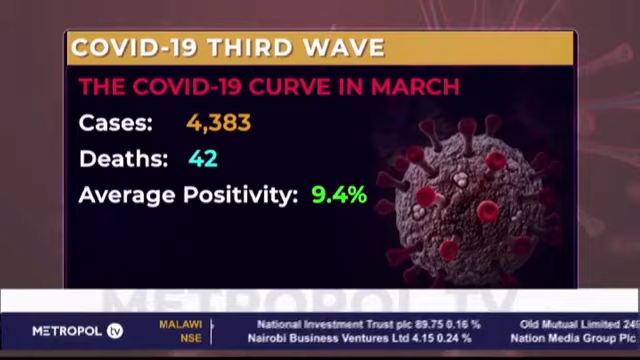 COVID-19 THIRD WAVE
THE COVID-19 CURVE IN MARCH
Cases: 4,383
Deaths: 42
Average Positivity: 9.4%
METROPOL TV
METROPOL tv
MALAWI
NSE
National Investment Trust plc 89.75 0.16 %
Nairobi Business Ventures Ltd 4.15 0.24 %
Old Mutual Limited
Nation Media Group